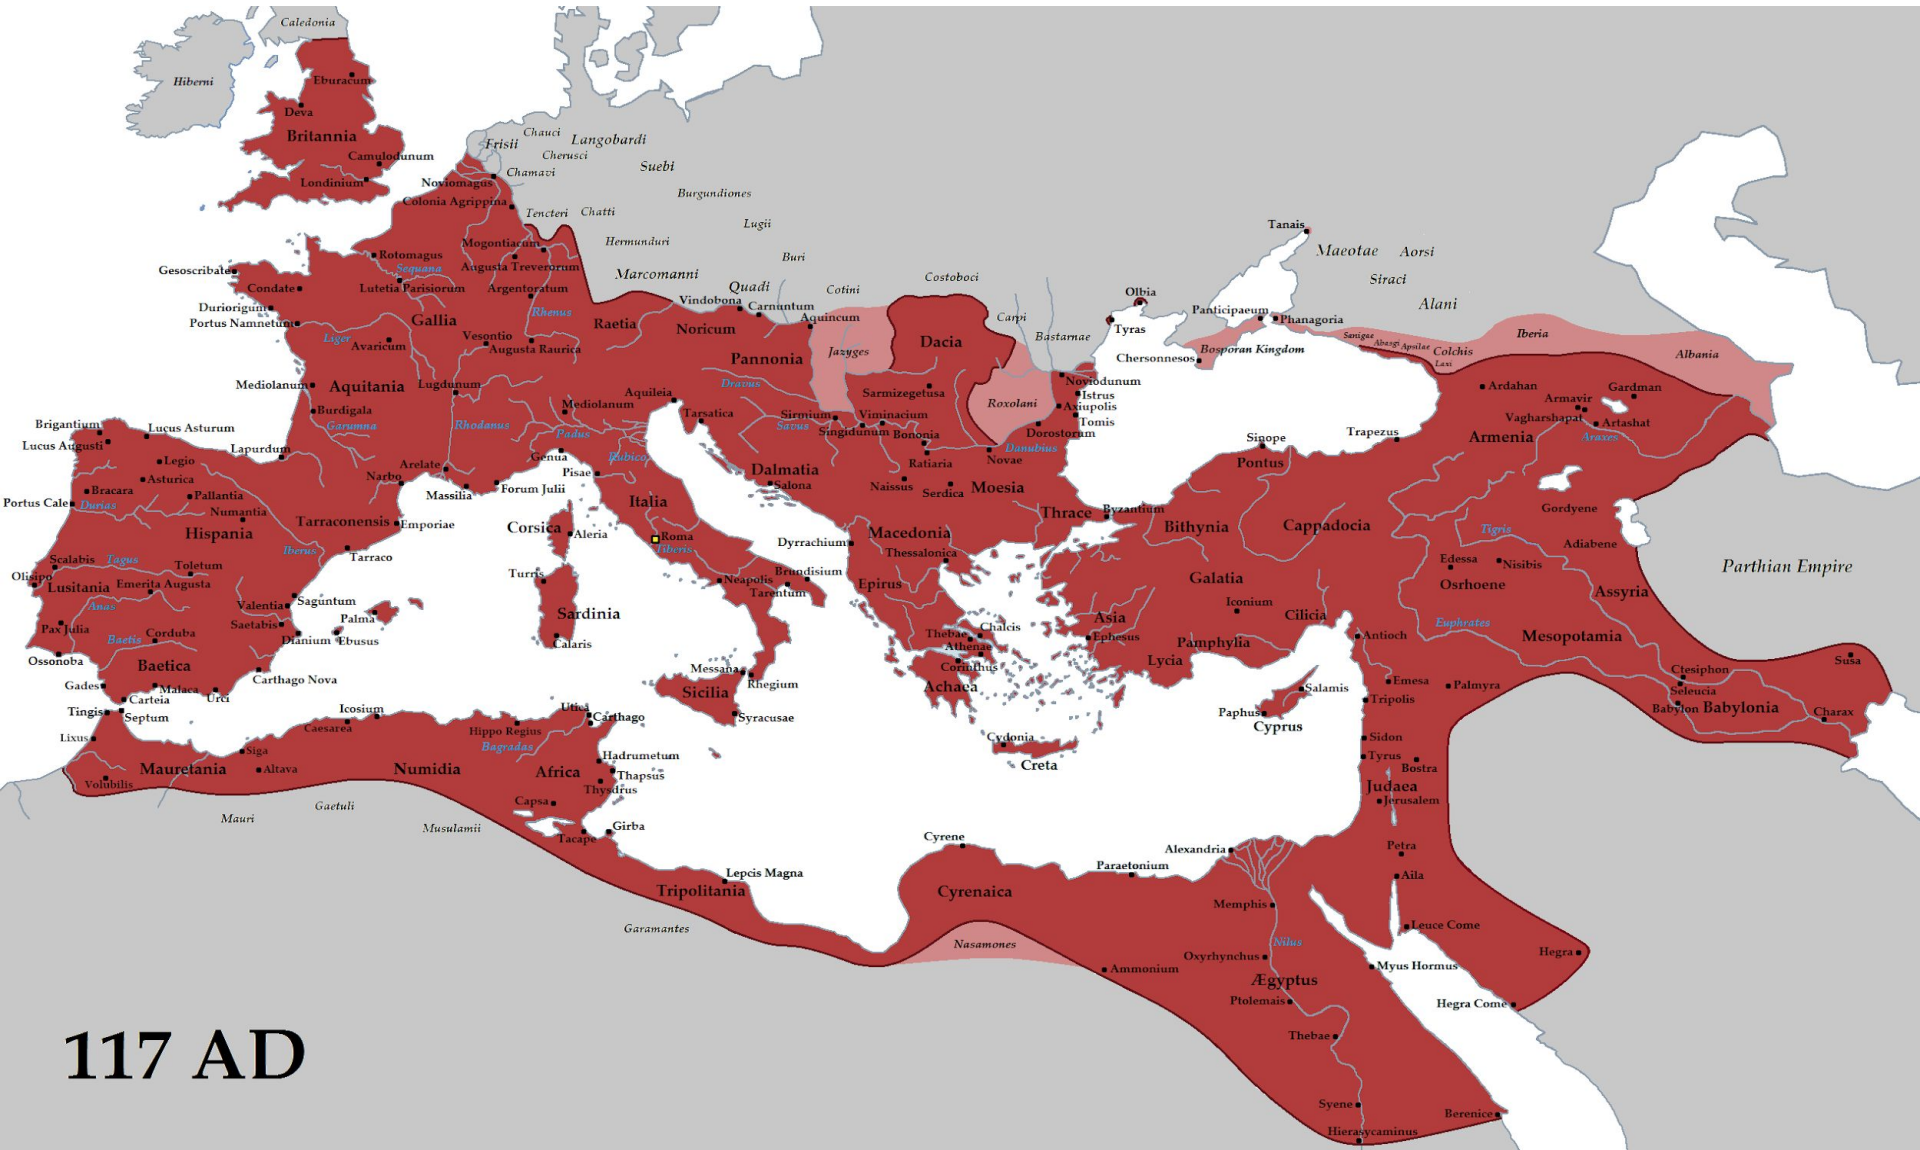 Caledonia
Hiberni
Eburacum
Deva
Britannia
Camulodunum
Londinium
Frisii
Chauci
Langobardi
Cherusci
Suebi
Chamavi
Noviomagus
Colonia Agrippina
Burgundiones
Tencteri
Chatti
Lugii
Hermunduri
Buri
Marcomanni
Quadi
Cotini
Costoboci
Carpi
Bastarnae
Tanais
Maeotae
Aorsi
Siraci
Alani
Olbia
Tyras
Panticipaeum
Phanagoria
Chersonnesos
Bosporan Kingdom
Sanigae
Abasgi
Apsilae
Colchis
Laxi
Iberia
Albania
Gesoscribate
Condate
Duriorigum
Portus Namnetum
Rotomagus
Sequana
Lutetia Parisiorum
Mogontiacum
Augusta Treverorum
Argentoratum
Rhenus
Gallia
Liger
Avaricum
Vesontio
Augusta Raurica
Raetia
Noricum
Vindobona
Carnuntum
Aquincum
Pannonia
Jazyges
Dacia
Sarmizegetusa
Roxolani
Noviodunum
Istrus
Axiupolis
Tomis
Dorostorum
Danubius
Mediolanum
Aquitania
Lugdunum
Burdigala
Garumna
Rhodanus
Mediolanum
Padus
Aquileia
Tarsatica
Dravus
Savus
Sirmium
Singidunum
Viminacium
Bononia
Ratiaria
Novae
Naissus
Serdica
Moesia
Dalmatia
Salona
Rubico
Genua
Pisae
Arelate
Narbo
Massilia
Forum Julii
Lapurdum
Brigantium
Lucus Augusti
Lucus Asturum
Legio
Asturica
Bracara
Pallantia
Portus Cale
Durias
Numantia
Hispania
Tarraconensis
Emporiae
Iberus
Tarraco
Scalabis
Tagus
Toletum
Olisipo
Lusitania
Emerita Augusta
Anas
Valentia
Saguntum
Saetabis
Palma
Dianium
Ebusus
Pax Julia
Baetis
Corduba
Ossonoba
Baetica
Carthago Nova
Gades
Malaca
Urci
Carteia
Tingis
Septum
Lixus
Corsica
Aleria
Italia
Roma
Tiberis
Turris
Sardinia
Calaris
Neapolis
Brundisium
Tarentum
Messana
Rhegium
Sicilia
Syracusae
Dyrrachium
Macedonia
Thessalonica
Epirus
Thrace
Byzantium
Thebae
Chalcis
Athenae
Corinthus
Achaea
Cydonia
Creta
Sinope
Pontus
Trapezus
Bithynia
Cappadocia
Galatia
Iconium
Asia
Ephesus
Pamphylia
Lycia
Cilicia
Antioch
Salamis
Paphus
Cyprus
Ardahan
Gardman
Armavir
Vagharshapat
Artashat
Armenia
Araxes
Gordyene
Tigris
Adiabene
Edessa
Nisibis
Osrhoene
Assyria
Euphrates
Mesopotamia
Parthian Empire
Ctesiphon
Seleucia
Babylon
Babylonia
Susa
Charax
Emesa
Palmyra
Tripolis
Sidon
Tyrus
Bostra
Judaea
Jerusalem
Petra
Aila
Leuce Come
Hegra
Hegra Come
Myus Hormus
Icosium
Caesarea
Siga
Altava
Mauretania
Volubilis
Numidia
Hippo Regius
Bagradas
Utica
Carthago
Hadrumetum
Africa
Thapsus
Thysdrus
Capsa
Tacape
Girba
Mauri
Gaetuli
Musulamii
Lepcis Magna
Tripolitania
Garamantes
Cyrene
Cyrenaica
Nasamones
Paraetonium
Alexandria
Memphis
Nilus
Oxyrhynchus
Ammonium
Ægyptus
Ptolemais
Thebae
Syene
Berenice
Hierasycaminus
117 AD